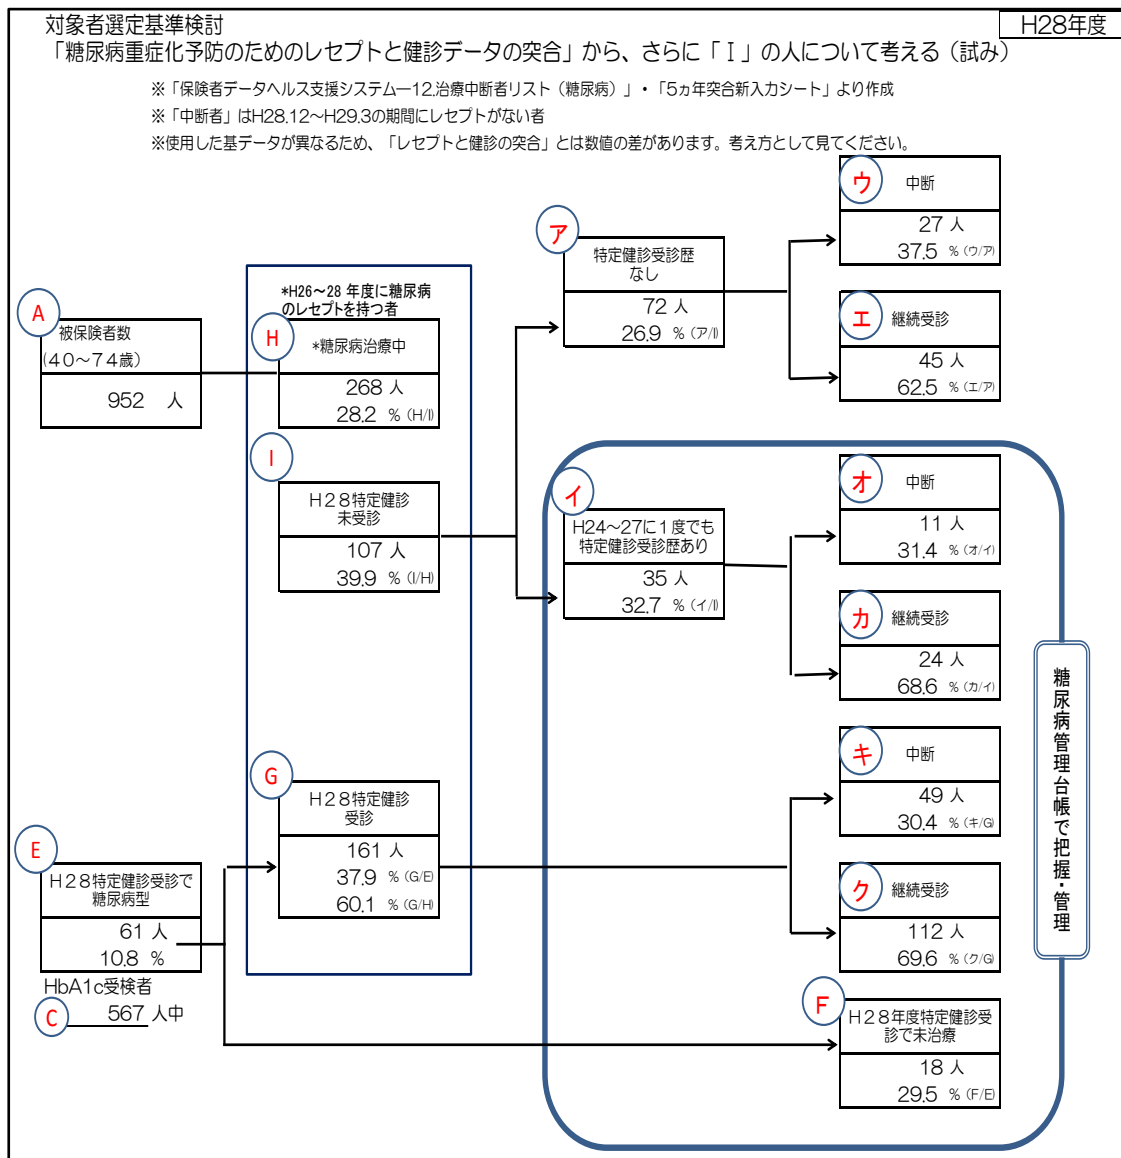 対象者選定基準検討
H28年度
「糖尿病重症化予防のためのレセプトと健診データの突合」から、さらに「Ｉ」の人について考える（試み）
※「保険者データヘルス支援システム―12.治療中断者リスト（糖尿病）」・「5ヵ年突合新入力シート」より作成
※「中断者」はH28.12～H29.3の期間にレセプトがない者
※使用した基データが異なるため、「レセプトと健診の突合」とは数値の差があります。考え方として見てください。
A
被保険者数
(４０～７４歳)
952 人
*H26～28 年度に糖尿病
のレセプトを持つ者
H
*糖尿病治療中
268 人
28.2 % (H/I)
I
Ｈ２８特定健診
未受診
107 人
39.9 % (I/H)
ア
特定健診受診歴
なし
72 人
26.9 % (ア/I)
ウ
中断
27 人
37.5 % (ウ/ア)
エ
継続受診
45 人
62.5 % (エ/ア)
イ
H24～27に１度でも
特定健診受診歴あり
35 人
32.7 % (イ/I)
オ
中断
11 人
31.4 % (オ/イ)
カ
継続受診
24 人
68.6 % (カ/イ)
G
Ｈ２８特定健診
受診
161 人
37.9 % (G/E)
60.1 % (G/H)
キ
中断
49 人
30.4 % (キ/G)
ク
継続受診
112 人
69.6 % (ク/G)
E
Ｈ２８特定健診受診で
糖尿病型
61 人
10.8 %
HbA1c受検者
C
567 人中
F
Ｈ２８年度特定健診受
診で未治療
18 人
29.5 % (F/E)
糖尿病管理台帳で把握・管理